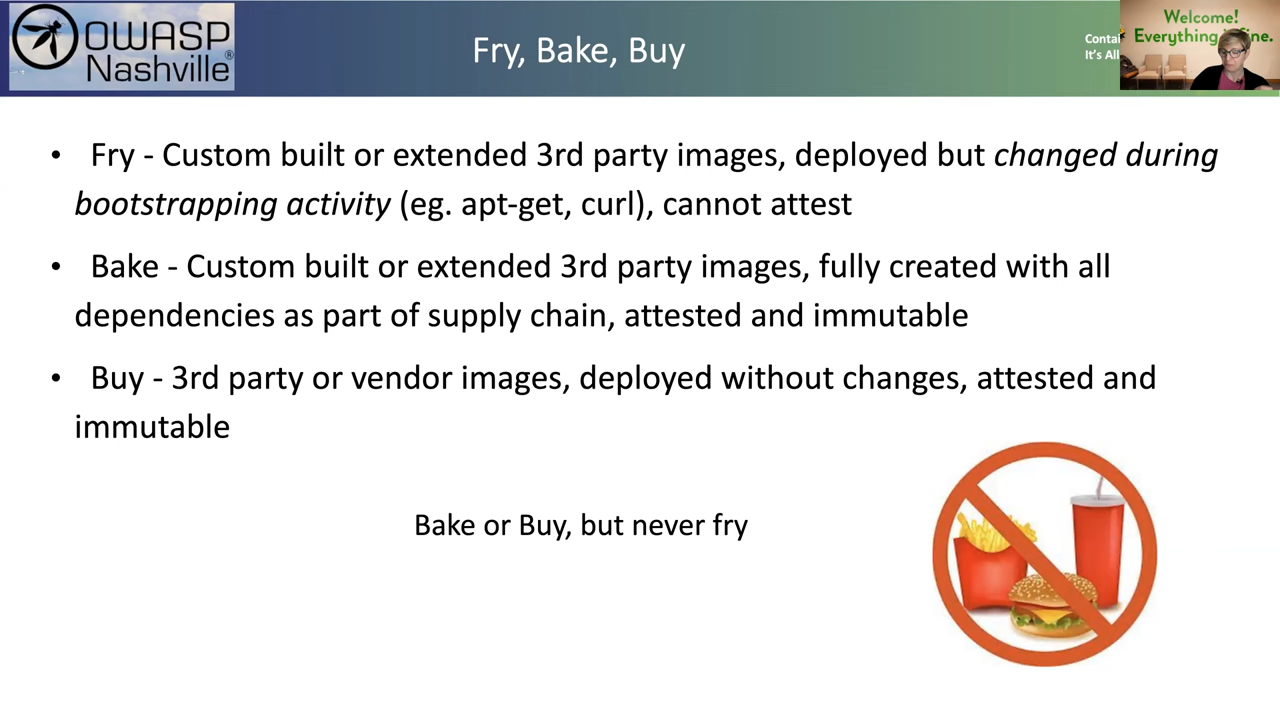 OWASP
Nashville®
Fry, Bake, Buy
It's All
Welcome!
Everything is fine.
• Fry - Custom built or extended 3rd party images, deployed but changed during
bootstrapping activity (eg. apt-get, curl), cannot attest
• Bake - Custom built or extended 3rd party images, fully created with all
dependencies as part of supply chain, attested and immutable
• Buy - 3rd party or vendor images, deployed without changes, attested and
immutable
Bake or Buy, but never fry